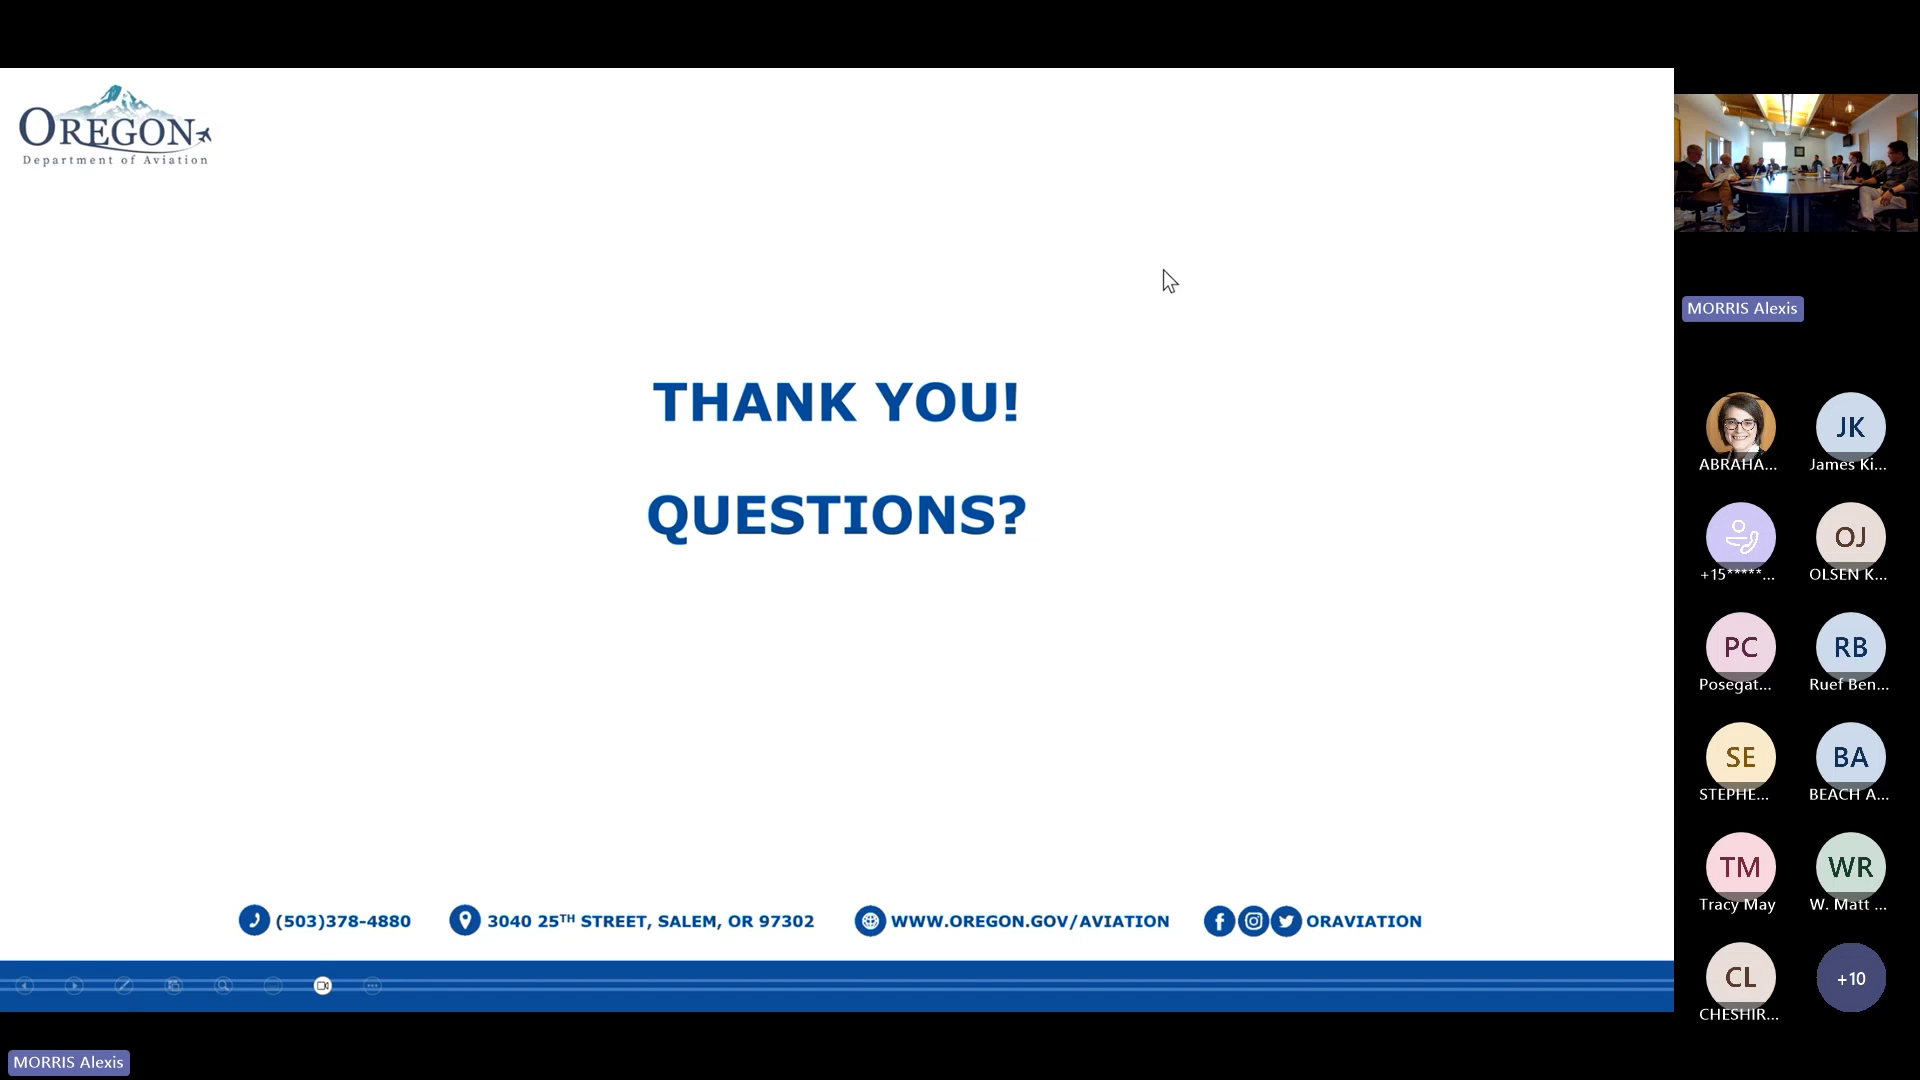 OREGON
Department of Aviation
THANK YOU!
QUESTIONS?
(503)378-4880
3040 25TH STREET, SALEM, OR 97302
WWW.OREGON.GOV/AVIATION
ORAVIATION
MORRIS Alexis
MORRIS Alexis
ABRAHA...
JK
James Ki...
+15*****...
OJ
OLSEN K...
PC
Posegat...
RB
Ruef Ben...
SE
STEPHE...
BA
BEACH A...
TM
Tracy May
WR
W. Matt ...
CL
CHESHIR...
+10